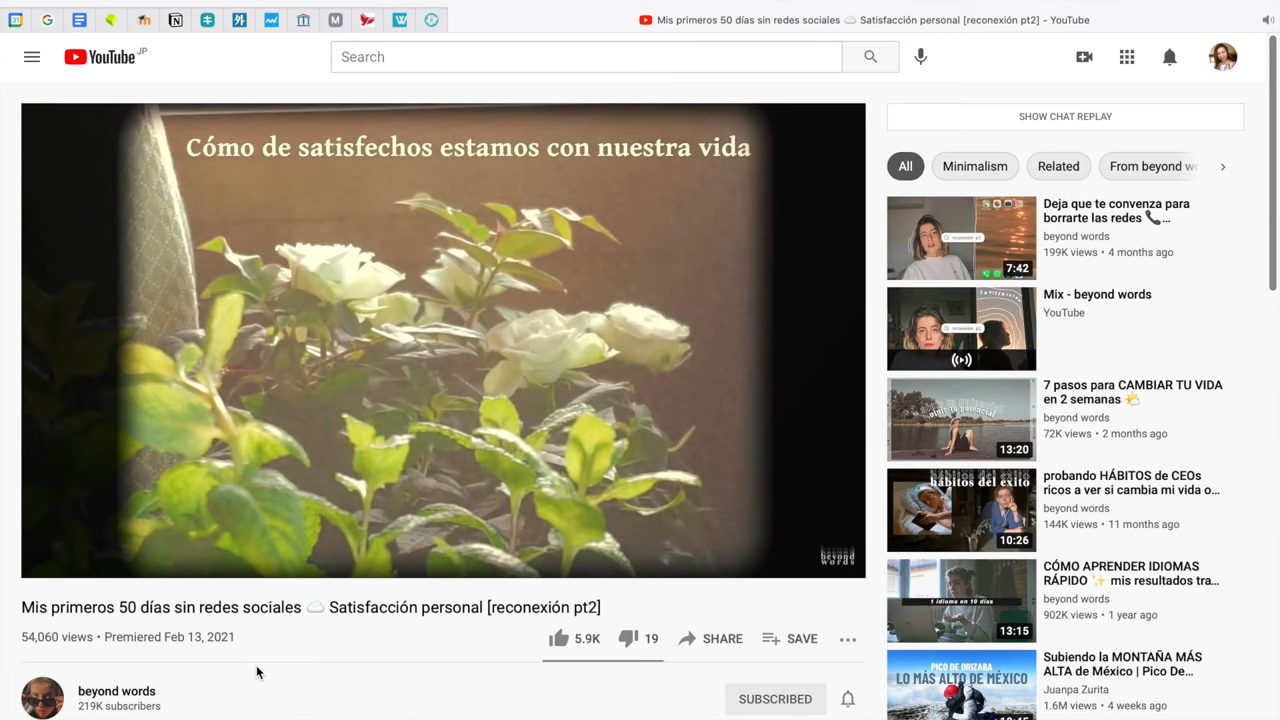 Mis primeros 50 días sin redes sociales ☁️ Satisfacción personal [reconexión pt2] - YouTube
YouTube JP
Search
Cómo de satisfechos estamos con nuestra vida
beyond
words
SHOW CHAT REPLAY
All
Minimalism
Related
From beyond wo
Deja que te convenza para
borrarte las redes 📞...
beyond words
199K views • 4 months ago
7:42
Mix - beyond words
YouTube
7 pasos para CAMBIAR TU VIDA
en 2 semanas 🌤️
beyond words
72K views • 2 months ago
13:20
hábitos del éxito
probando HÁBITOS de CEOs
ricos a ver si cambia mi vida o...
beyond words
144K views • 11 months ago
10:26
1 idioma en 10 días
CÓMO APRENDER IDIOMAS
RÁPIDO ✨ mis resultados tra...
beyond words
902K views • 1 year ago
13:15
PICO DE ORIZABA
LO MÁS ALTO DE MÉXICO
Subiendo la MONTAÑA MÁS
ALTA de México | Pico De...
Juanpa Zurita
1.6M views • 4 weeks ago
Mis primeros 50 días sin redes sociales ☁️ Satisfacción personal [reconexión pt2]
54,060 views • Premiered Feb 13, 2021
5.9K
19
SHARE
SAVE
beyond words
219K subscribers
SUBSCRIBED